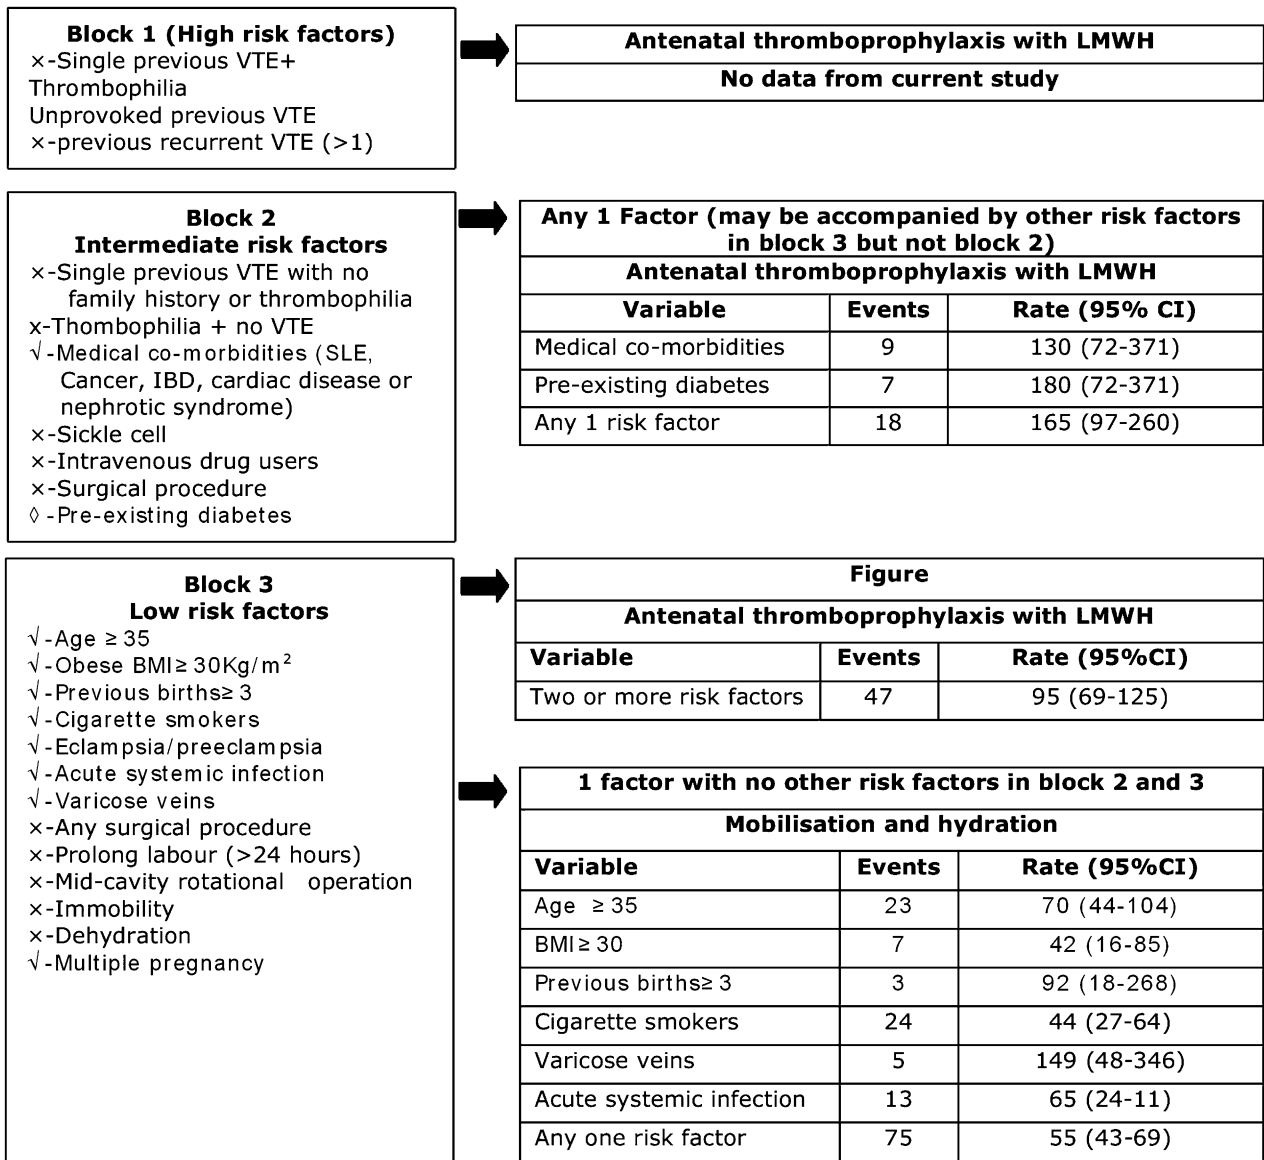 Block 1 (High risk factors)
×-Single previous VTE+
Thrombophilia
Unprovoked previous VTE
×-previous recurrent VTE (>1)
Antenatal thromboprophylaxis with LMWH
No data from current study
Block 2
Intermediate risk factors
×-Single previous VTE with no
family history or thrombophilia
x-Thombophilia + no VTE
√-Medical co-morbidities (SLE,
Cancer, IBD, cardiac disease or
nephrotic syndrome)
×-Sickle cell
×-Intravenous drug users
×-Surgical procedure
◊-Pre-existing diabetes
Any 1 Factor (may be accompanied by other risk factors
in block 3 but not block 2)
Antenatal thromboprophylaxis with LMWH
Variable Events Rate (95% CI)
Medical co-morbidities 9 130 (72-371)
Pre-existing diabetes 7 180 (72-371)
Any 1 risk factor 18 165 (97-260)
Block 3
Low risk factors
√-Age ≥35
√-Obese BMI≥30Kg/m²
√-Previous births≥3
√-Cigarette smokers
√-Eclampsia/preeclampsia
√-Acute systemic infection
√-Varicose veins
×-Any surgical procedure
×-Prolong labour (>24 hours)
×-Mid-cavity rotational operation
×-Immobility
×-Dehydration
√-Multiple pregnancy
Figure
Antenatal thromboprophylaxis with LMWH
Variable Events Rate (95%CI)
Two or more risk factors 47 95 (69-125)
1 factor with no other risk factors in block 2 and 3
Mobilisation and hydration
Variable Events Rate (95%CI)
Age ≥35 23 70 (44-104)
BMI≥30 7 42 (16-85)
Previous births≥3 3 92 (18-268)
Cigarette smokers 24 44 (27-64)
Varicose veins 5 149 (48-346)
Acute systemic infection 13 65 (24-11)
Any one risk factor 75 55 (43-69)